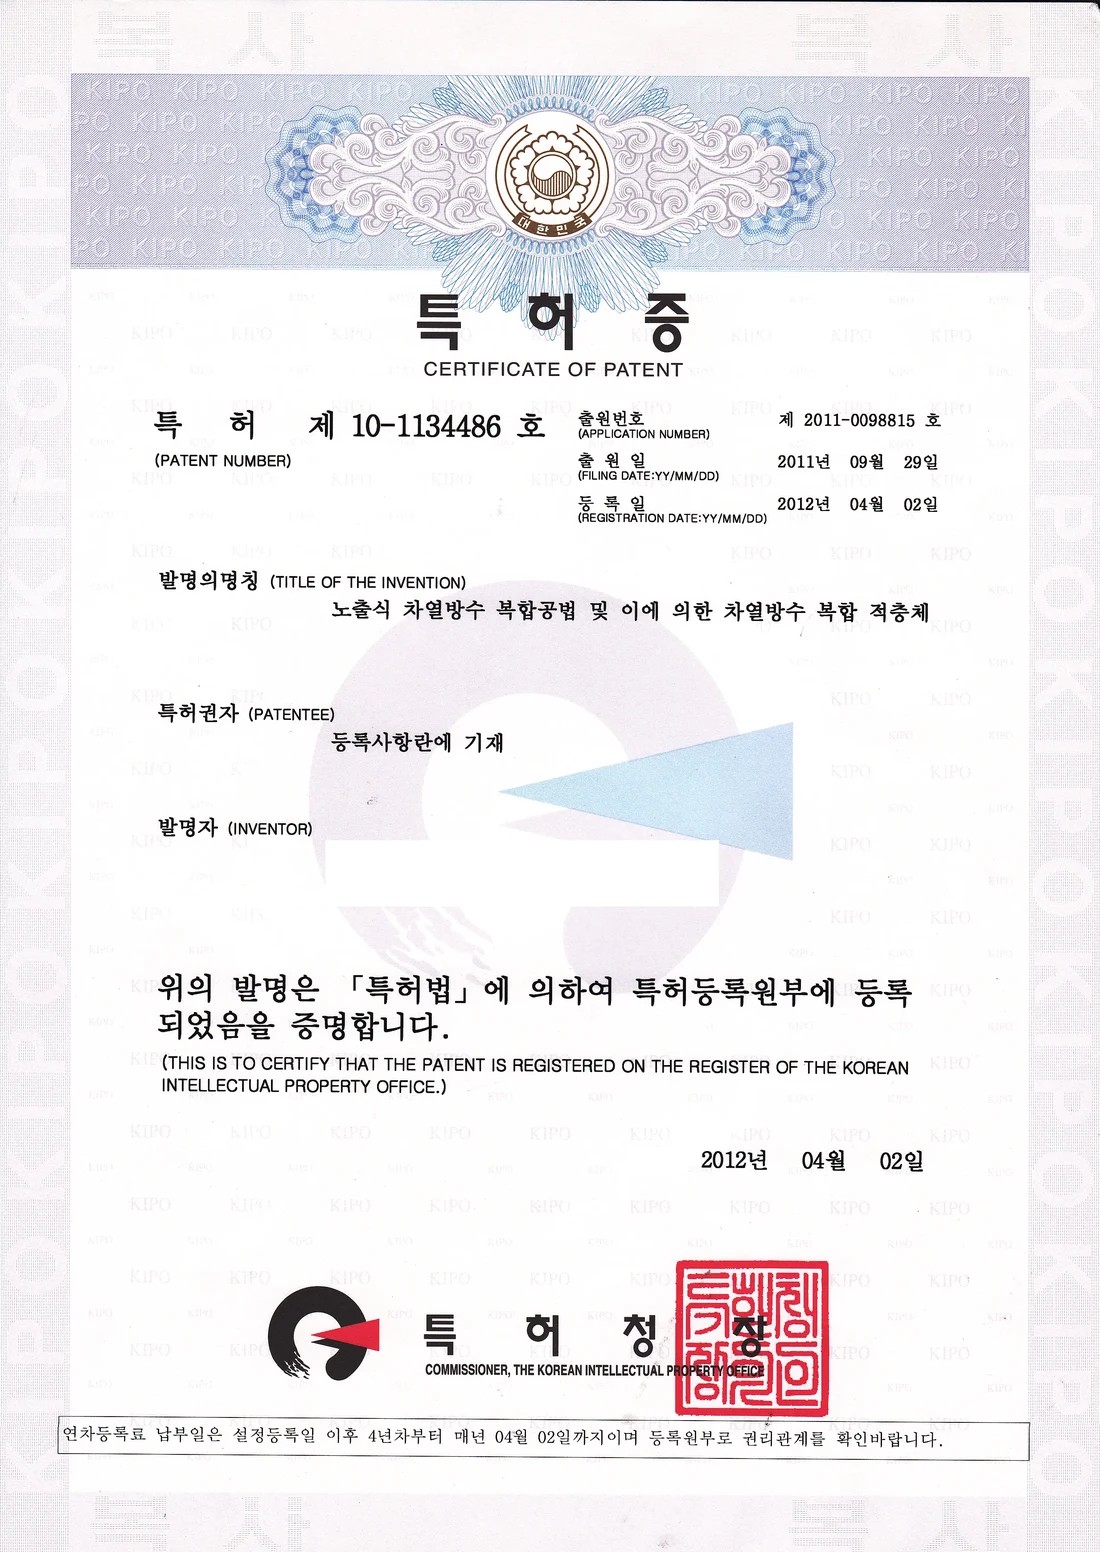 대한민국
특 허 증
CERTIFICATE OF PATENT
특 허 제 10-1134486 호
(PATENT NUMBER)
출원번호 제 2011-0098815 호
(APPLICATION NUMBER)
출 원 일 2011년 09월 29일
(FILING DATE:YY/MM/DD)
등 록 일 2012년 04월 02일
(REGISTRATION DATE:YY/MM/DD)
발명의명칭 (TITLE OF THE INVENTION)
노출식 차열방수 복합공법 및 이에 의한 차열방수 복합 적층체
특허권자 (PATENTEE)
등록사항란에 기재
발명자 (INVENTOR)
위의 발명은 「특허법」에 의하여 특허등록원부에 등록
되었음을 증명합니다.
(THIS IS TO CERTIFY THAT THE PATENT IS REGISTERED ON THE REGISTER OF THE KOREAN
INTELLECTUAL PROPERTY OFFICE.)
2012년 04월 02일
특 허 청 장
COMMISSIONER, THE KOREAN INTELLECTUAL PROPERTY OFFICE
연차등록료 납부일은 설정등록일 이후 4년차부터 매년 04월 02일까지이며 등록원부로 권리관계를 확인바랍니다.